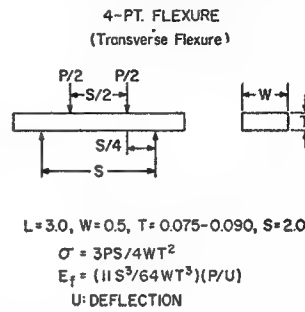 4-PT. FLEXURE
(Transverse Flexure)
P/2 P/2
S/2
W
T
S/4
S
L=3.0, W=0.5, T=0.075-0.090, S=2.0
σ = 3PS/4WT²
E_f = (11S³/64WT³)(P/U)
U: DEFLECTION